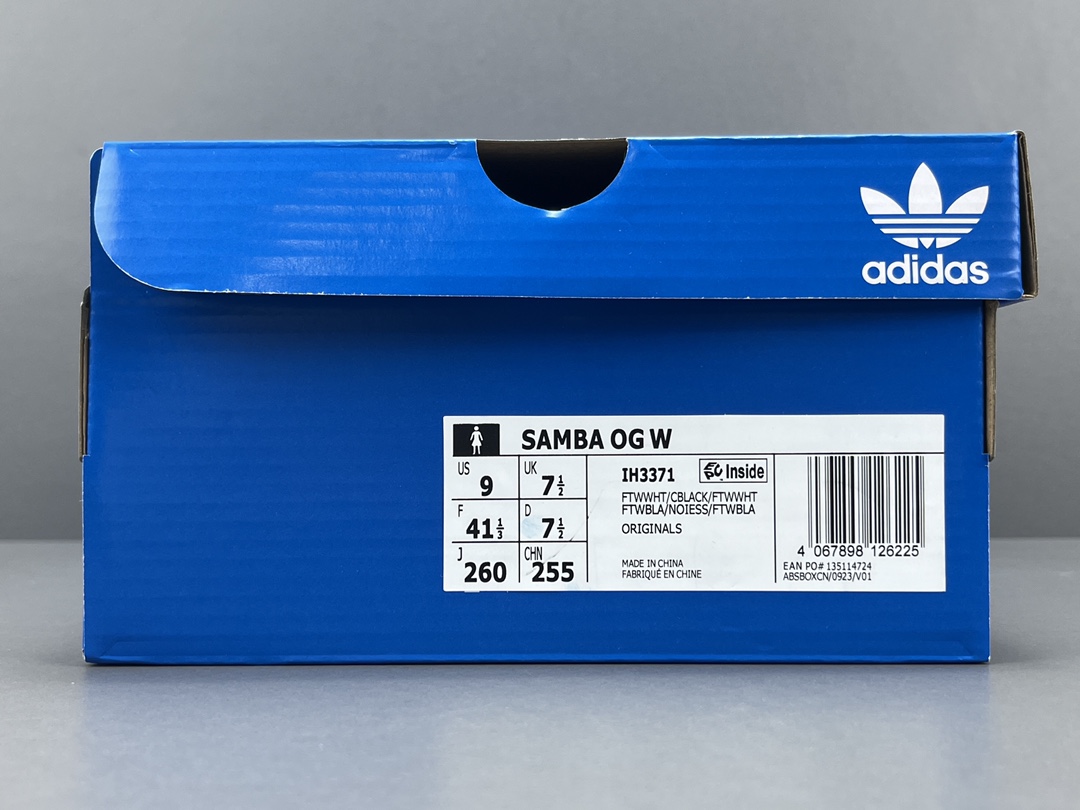 adidas
SAMBA OG W
US 9
UK 7½
F 41⅓
D 7½
J 260
CHN 255
IH3371
Inside
FTWWHT/CBLACK/FTWWHT
FTWBLA/NOIESS/FTWBLA
ORIGINALS
MADE IN CHINA
FABRIQUÉ EN CHINE
4 067898 126225
EAN PO# 135114724
ABSBOXCN/0923/V01